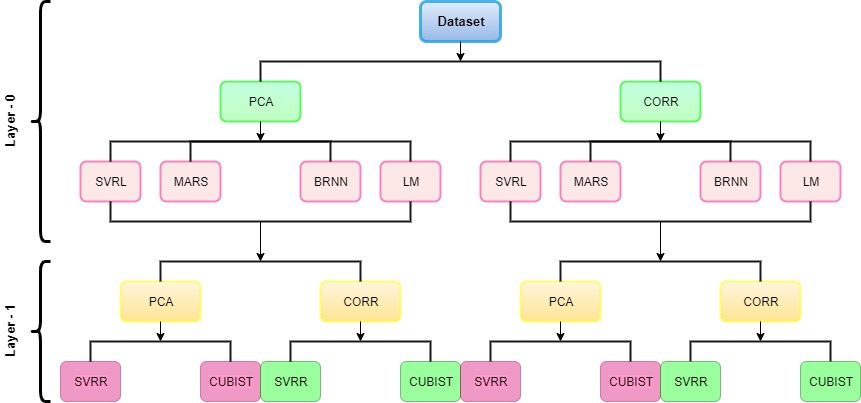 Dataset
Layer - 0
PCA
CORR
SVRL
MARS
BRNN
LM
SVRL
MARS
BRNN
LM
Layer - 1
PCA
CORR
PCA
CORR
SVRR
CUBIST
SVRR
CUBIST
SVRR
CUBIST
SVRR
CUBIST